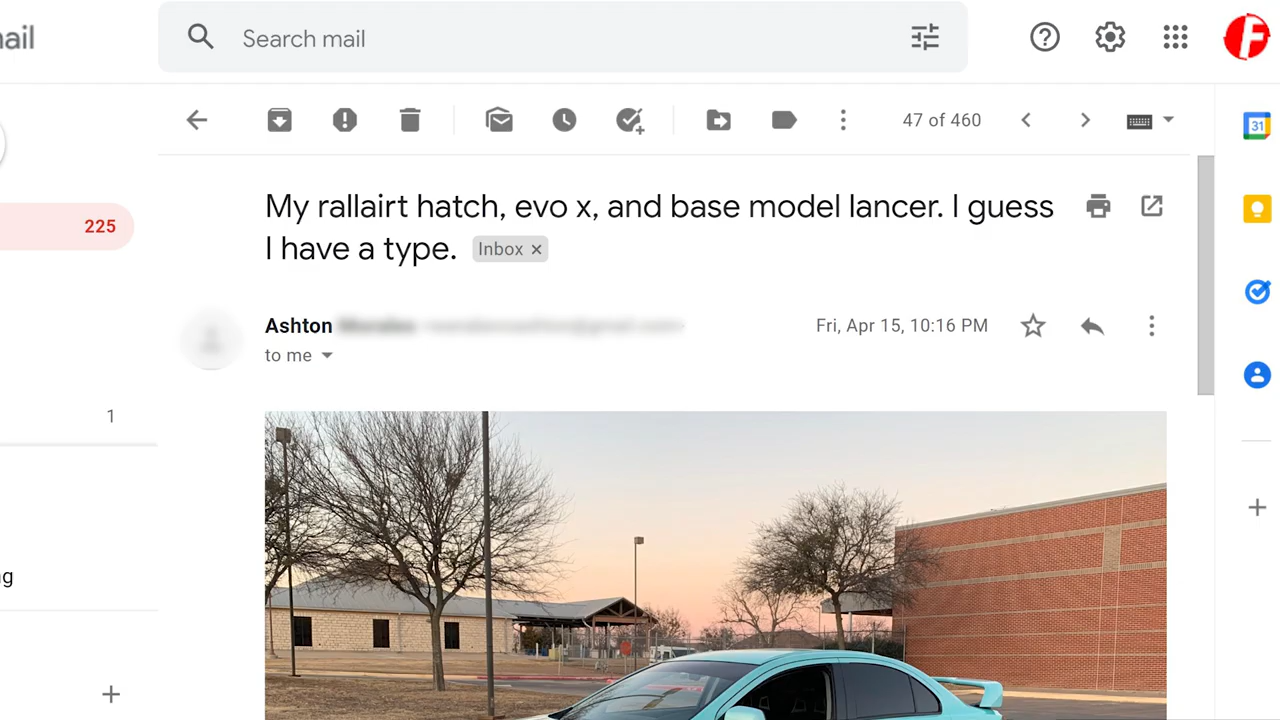 ail
Search mail
47 of 460
31
225
My rallairt hatch, evo x, and base model lancer. I guess
I have a type. Inbox ×
Ashton
Fri, Apr 15, 10:16 PM
to me
1
g